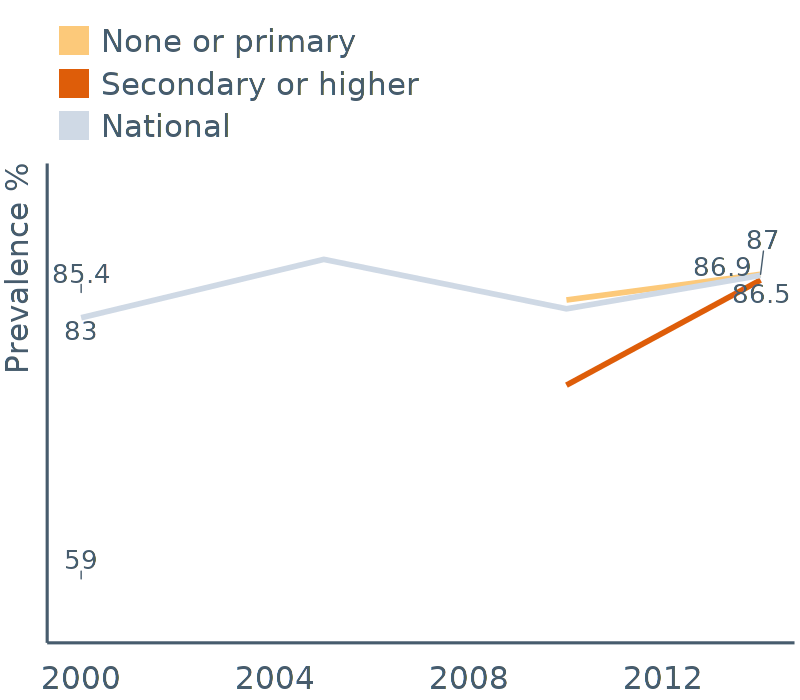 None or primary
Secondary or higher
National
Prevalence %
87
86.9
85.4
86.5
83
59
2000 2004 2008 2012